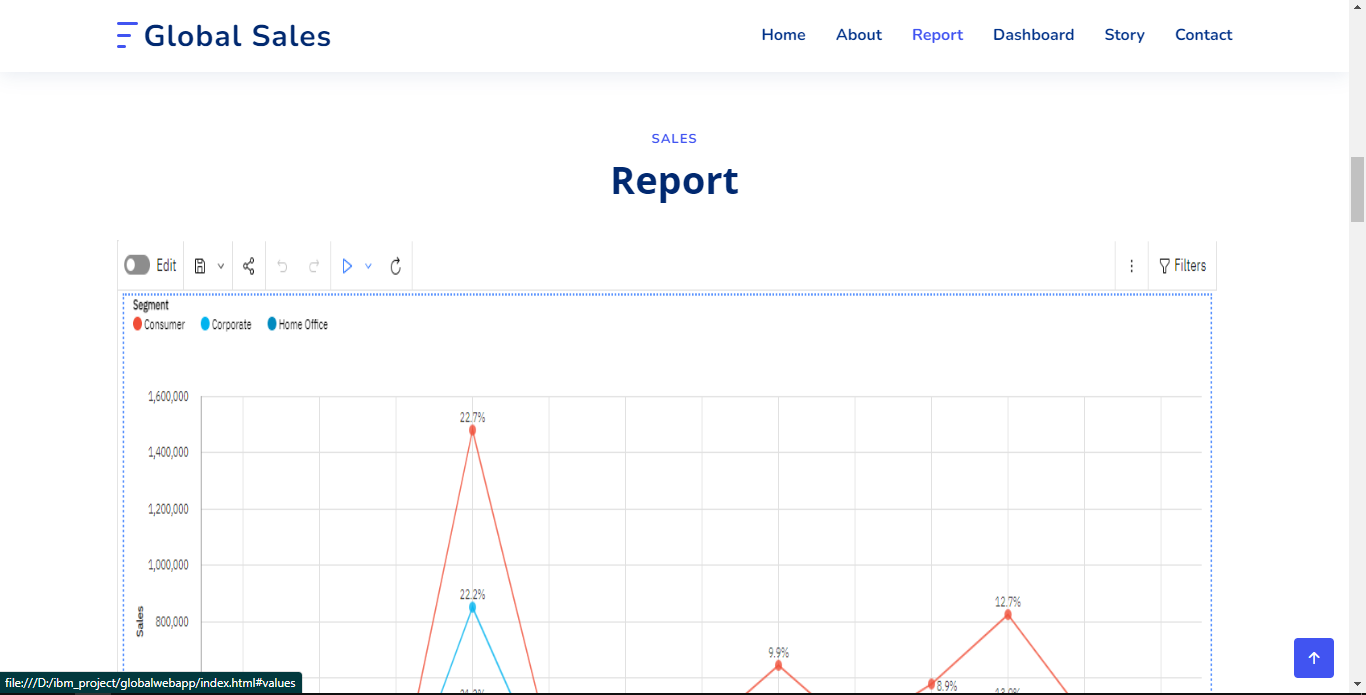 Global Sales
Home About Report Dashboard Story Contact
SALES
Report
Edit
Filters
Segment
Consumer Corporate Home Office
1,600,000
22.7%
1,400,000
1,200,000
1,000,000
22.2%
12.7%
800,000
Sales
9.9%
8.9%
file:///D:/ibm_project/globalwebapp/index.html#values